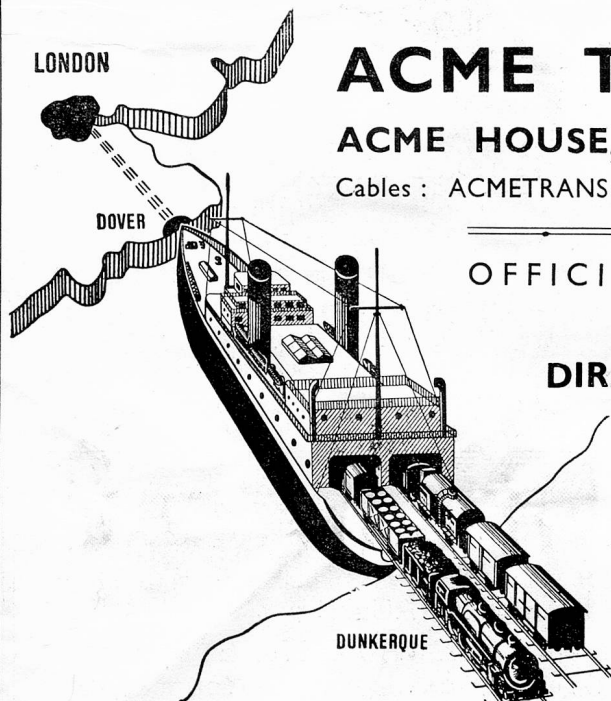 LONDON
ACME T
ACME HOUSE
Cables : ACMETRANS
DOVER
OFFICI
DIR
DUNKERQUE